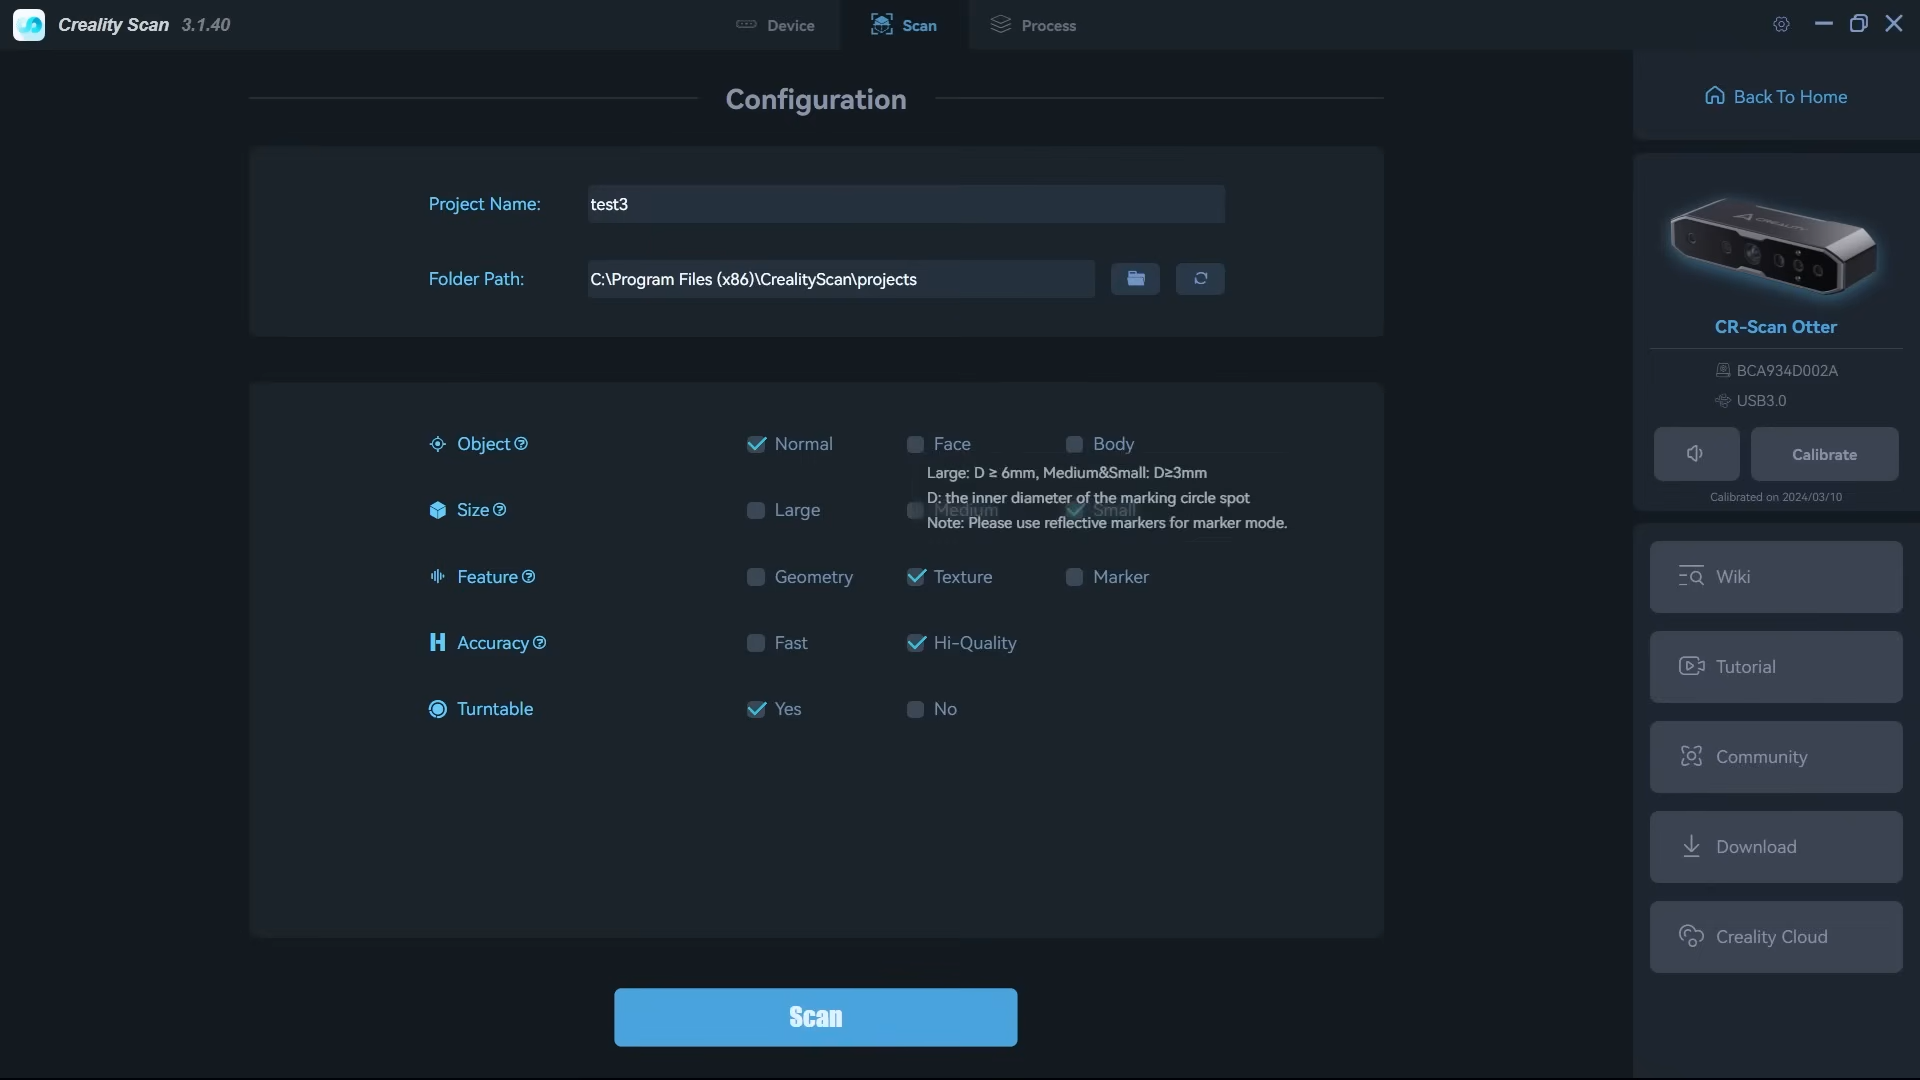 Creality Scan 3.1.40
Device
Scan
Process
Configuration
Back To Home
Project Name:
test3
Folder Path:
C:\Program Files (x86)\CrealityScan\projects
CREALITY
CR-Scan Otter
BCA934D002A
USB3.0
Calibrate
Calibrated on 2024/03/10
Object
Normal
Face
Body
Large: D ≥ 6mm, Medium&Small: D≥3mm
D: the inner diameter of the marking circle spot
Size
Large
Medium
Small
Note: Please use reflective markers for marker mode.
Feature
Geometry
Texture
Marker
Accuracy
Fast
Hi-Quality
Turntable
Yes
No
Wiki
Tutorial
Community
Download
Creality Cloud
Scan